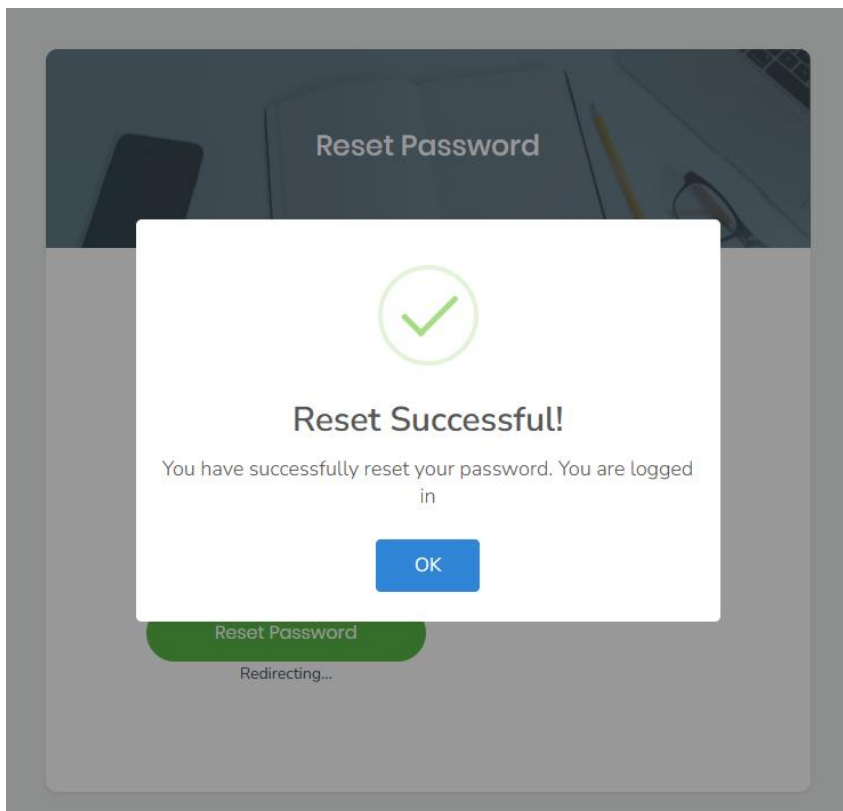 Reset Password
Reset Successful!
You have successfully reset your password. You are logged
in
OK
Reset Password
Redirecting...